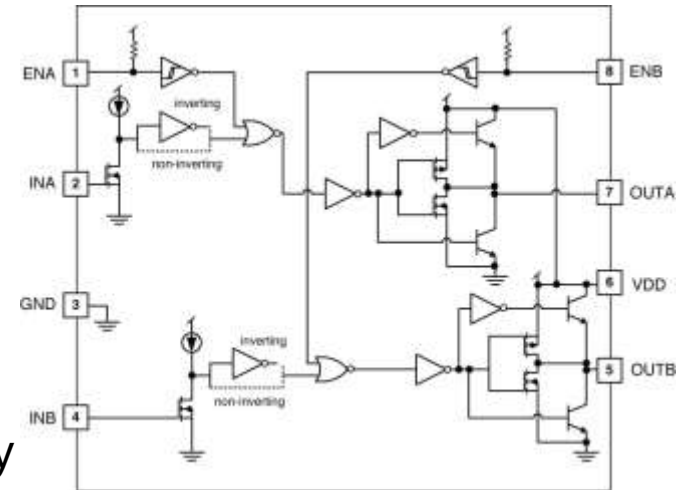 ENA 1
8 ENB
inverting
non-inverting
INA 2
7 OUTA
6 VDD
GND 3
inverting
5 OUTB
non-inverting
INB 4
y